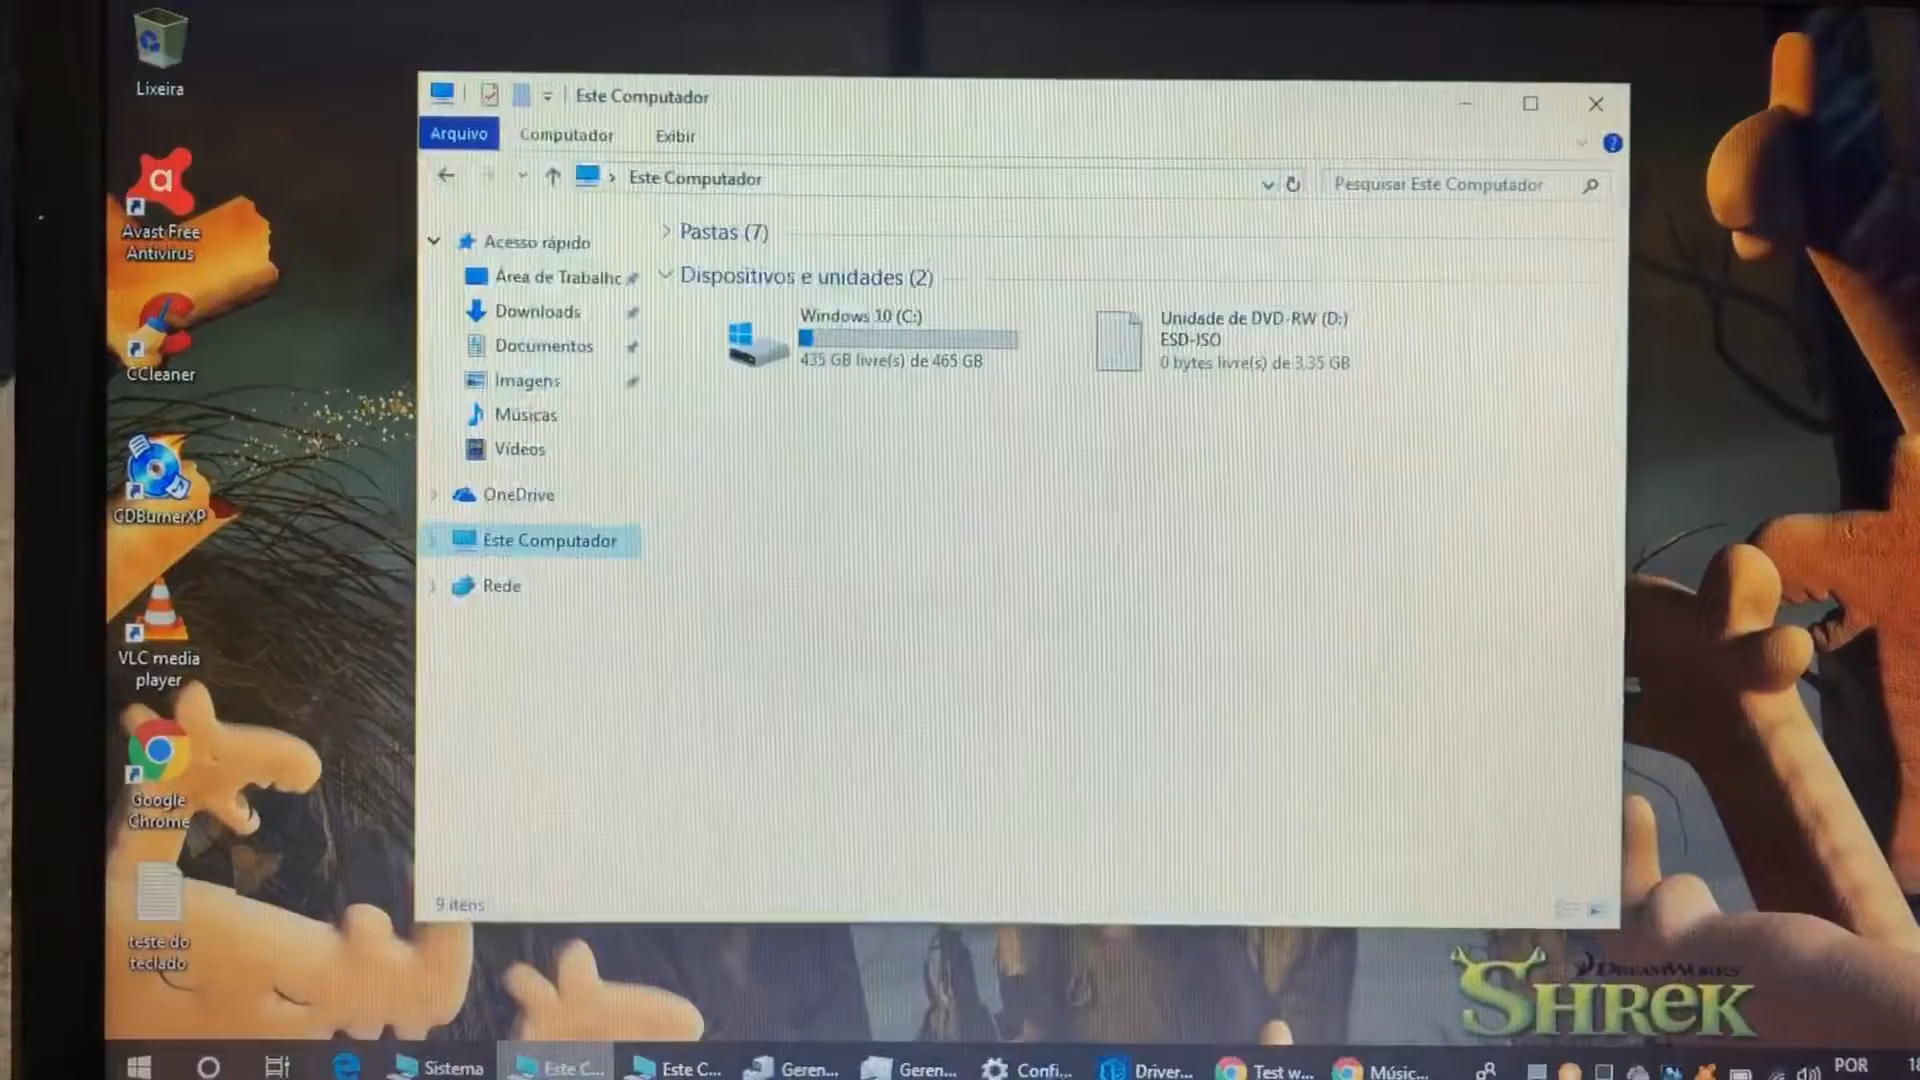 Lixeira
Avast Free
Antivirus
CCleaner
CDBurnerXP
VLC media
player
Google
Chrome
teste do
teclado
Este Computador
Arquivo
Computador
Exibir
Este Computador
Pesquisar Este Computador
Acesso rápido
Área de Trabalho
Downloads
Documentos
Imagens
Músicas
Vídeos
OneDrive
Este Computador
Rede
Pastas (7)
Dispositivos e unidades (2)
Windows 10 (C:)
435 GB livre(s) de 465 GB
Unidade de DVD-RW (D:)
ESD-ISO
0 bytes livre(s) de 3,35 GB
9 itens
DREAMWORKS
SHREK
Sistema
Este C...
Este C...
Geren...
Geren...
Confi...
Driver...
Test w...
Músic...
POR